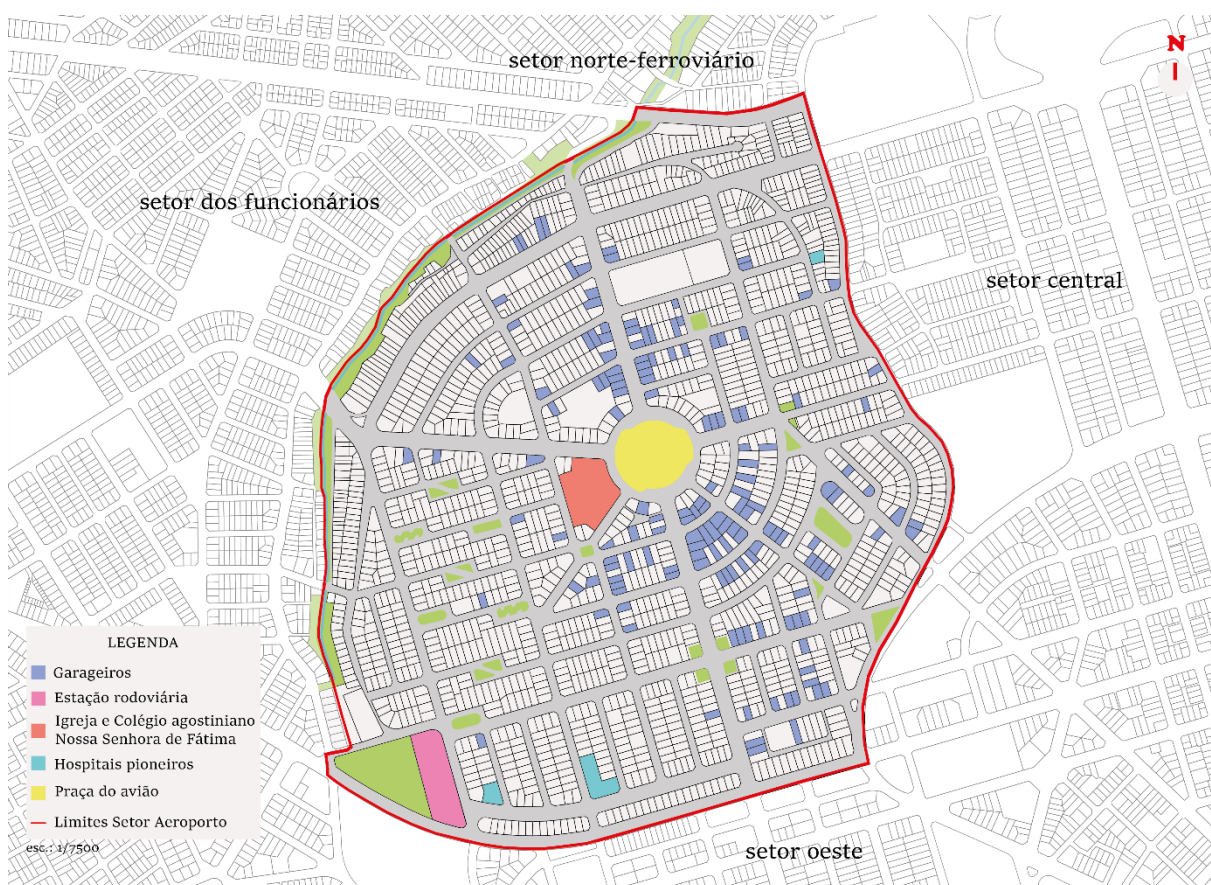 setor norte-ferroviário
N
setor dos funcionários
setor central
LEGENDA
Garageiros
Estação rodoviária
Igreja e Colégio agostiniano
Nossa Senhora de Fátima
Hospitais pioneiros
Praça do avião
Limites Setor Aeroporto
esc.: 1/7500
setor oeste